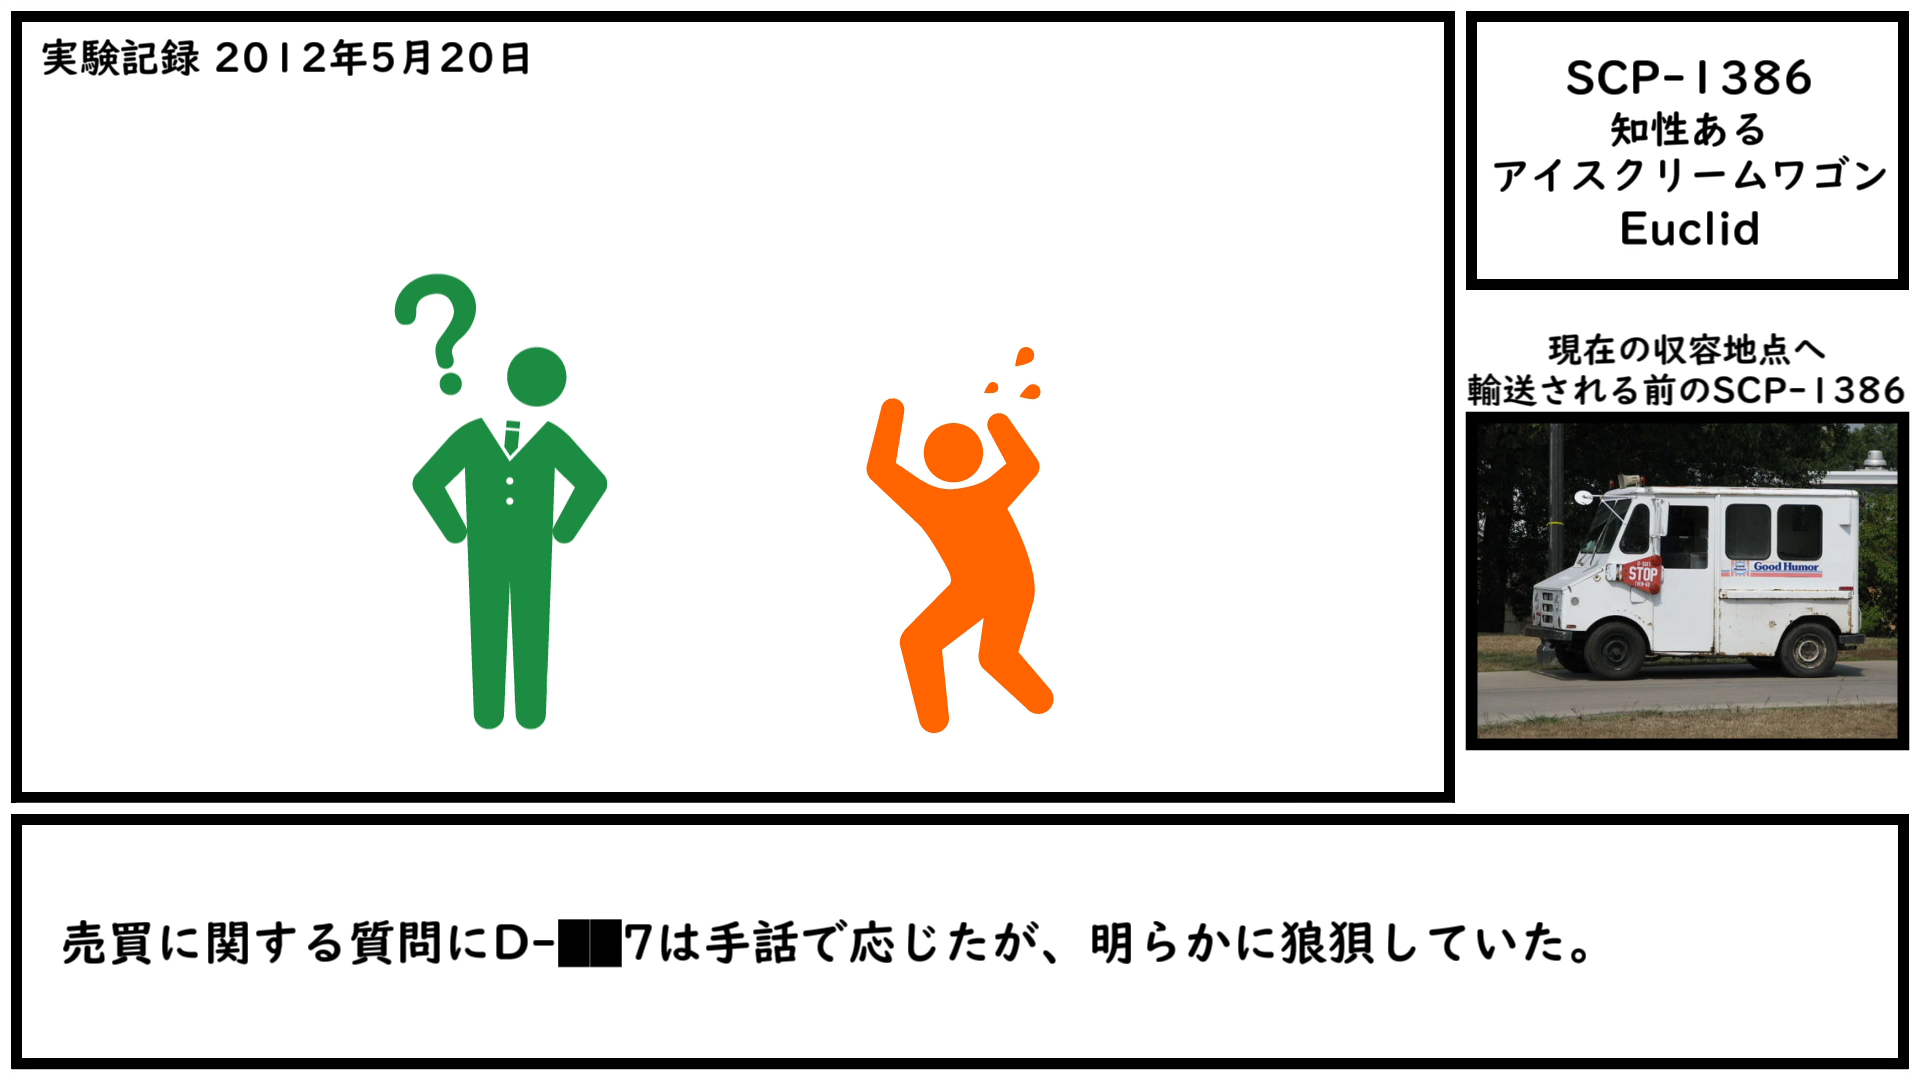 実験記録 2012年5月20日
SCP-1386
知性ある
アイスクリームワゴン
Euclid
現在の収容地点へ
輸送される前のSCP-1386
STOP
Good Humor
売買に関する質問にD-██7は手話で応じたが、明らかに狼狽していた。